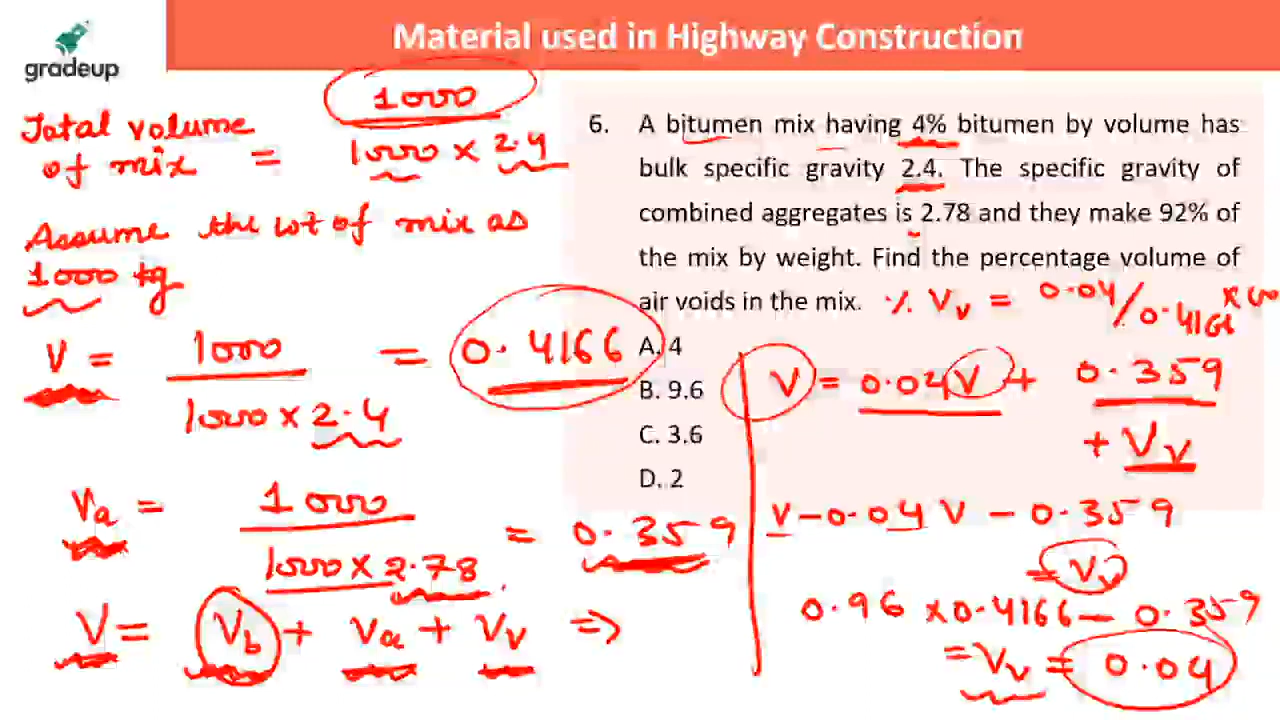 gradeup
Material used in Highway Construction
Total volume of mix = 1000 / 1000 × 2.4
Assume the wt of mix as
1000 kg
V = 1000 / 1000 × 2.4 = 0.4166
Va = 1000 / 1000 × 2.78 = 0.359
V = Vb + Va + Vv ⇒
6. A bitumen mix having 4% bitumen by volume has
bulk specific gravity 2.4. The specific gravity of
combined aggregates is 2.78 and they make 92% of
the mix by weight. Find the percentage volume of
air voids in the mix.
% Vv = 0.04/0.4166 × 100
A. 4
B. 9.6
C. 3.6
D. 2
V = 0.04V + 0.359
+ Vv
V – 0.04 V – 0.359
= Vv
0.96 × 0.4166 – 0.359
= Vv = 0.04